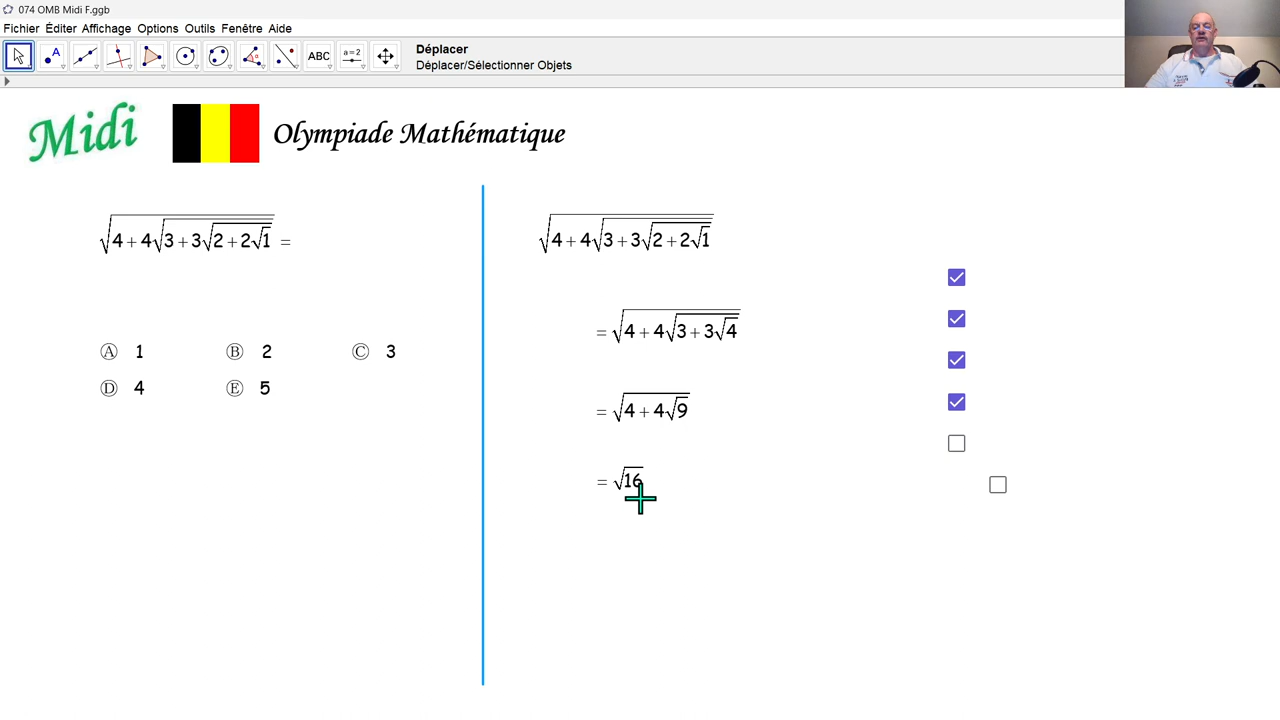 074 OMB Midi F.ggb
Fichier Éditer Affichage Options Outils Fenêtre Aide
A ABC a=2
Déplacer
Déplacer/Sélectionner Objets
Midi
Olympiade Mathématique
√(4+4√(3+3√(2+2√1))) =
Ⓐ 1 Ⓑ 2 Ⓒ 3
Ⓓ 4 Ⓔ 5
√(4+4√(3+3√(2+2√1)))
= √(4+4√(3+3√4))
= √(4+4√9)
= √16